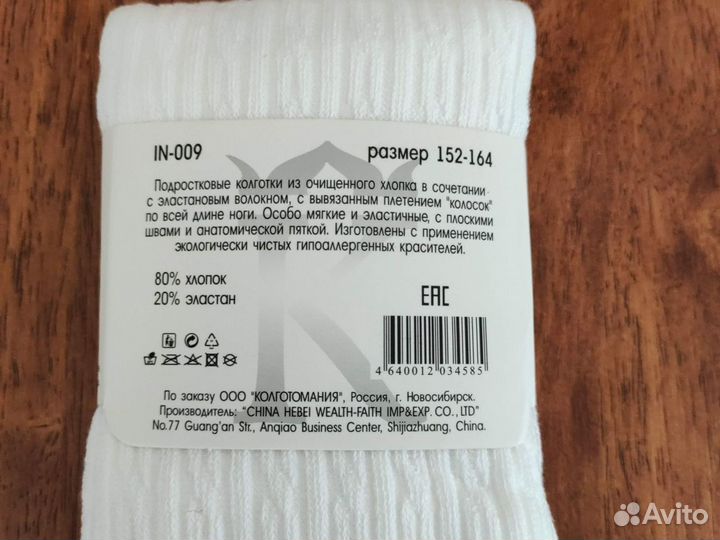 IN-009
размер 152-164
Подростковые колготки из очищенного хлопка в сочетании
с эластановым волокном, с вывязанным плетением "колосок"
по всей длине ноги. Особо мягкие и эластичные, с плоскими
швами и анатомической пяткой. Изготовлены с применением
экологически чистых гипоаллергенных красителей.
80% хлопок
20% эластан
EAC
4 640012 034585
По заказу ООО "КОЛГОТОМАНИЯ", Россия, г. Новосибирск.
Производитель: "CHINA HEBEI WEALTH-FAITH IMP&EXP. CO., LTD"
No.77 Guang'an Str., Anqiao Business Center, Shijiazhuang, China.
Avito